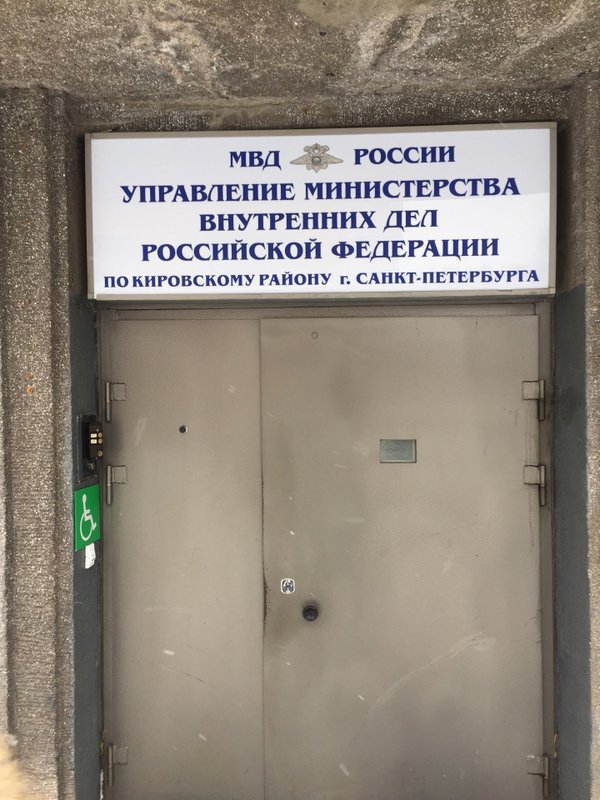 МВД РОССИИ
УПРАВЛЕНИЕ МИНИСТЕРСТВА
ВНУТРЕННИХ ДЕЛ
РОССИЙСКОЙ ФЕДЕРАЦИИ
ПО КИРОВСКОМУ РАЙОНУ г. САНКТ-ПЕТЕРБУРГА